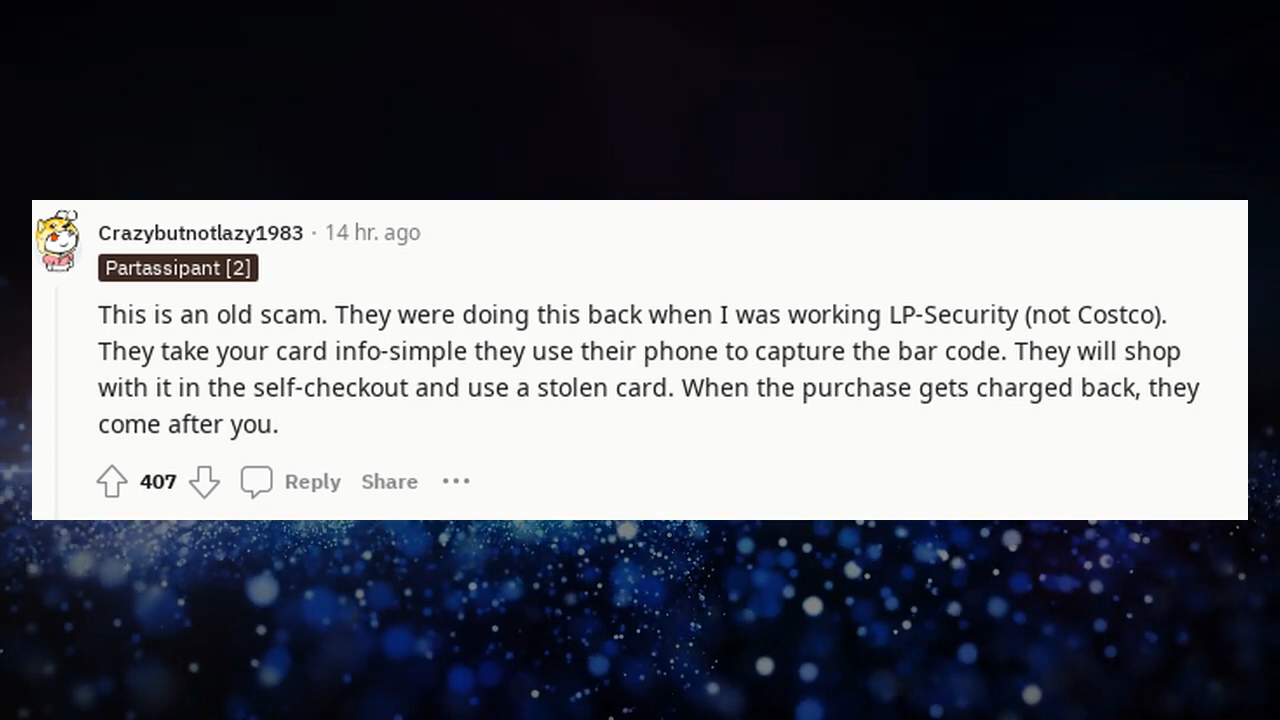 Crazybutnotlazy1983 · 14 hr. ago
Partassipant [2]
This is an old scam. They were doing this back when I was working LP-Security (not Costco).
They take your card info-simple they use their phone to capture the bar code. They will shop
with it in the self-checkout and use a stolen card. When the purchase gets charged back, they
come after you.
407 Reply Share ···